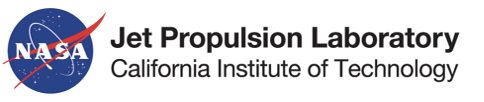 NASA
Jet Propulsion Laboratory
California Institute of Technology